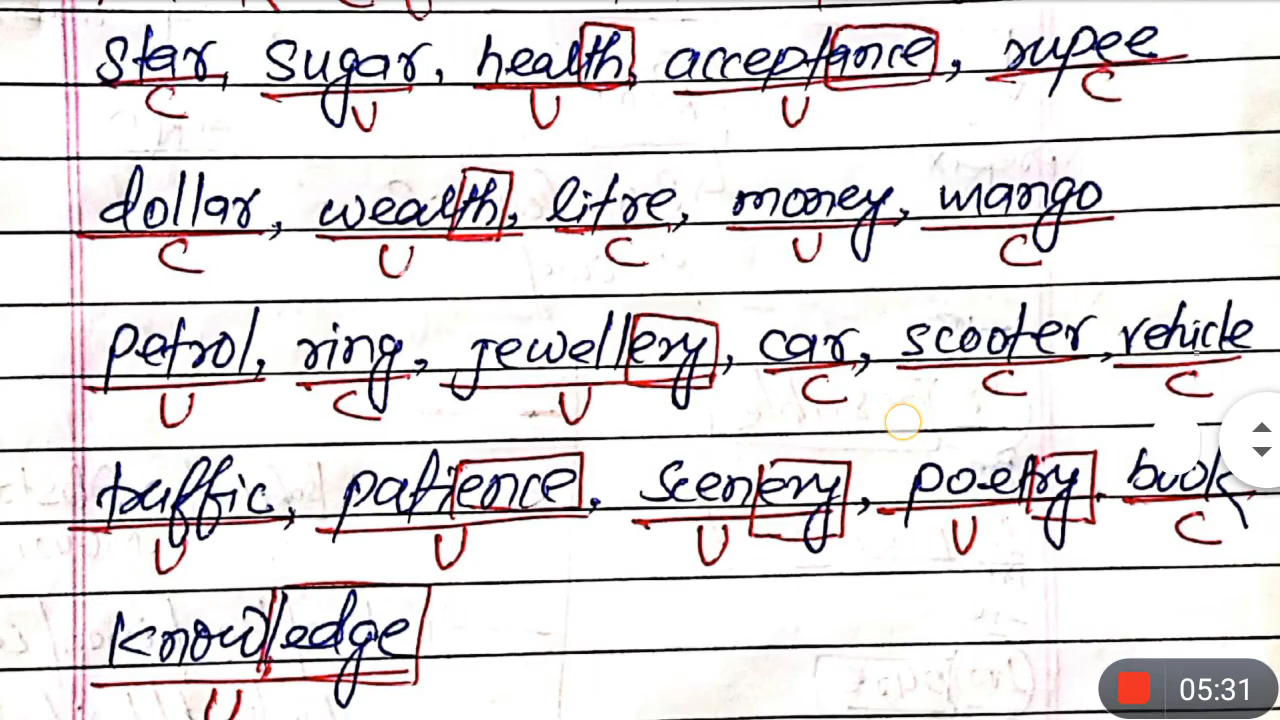 star, sugar, health, acceptance, rupee
C U U U C
dollar, wealth, litre, money, mango
C U C U C
petrol, ring, jewellery, car, scooter, vehicle
U C U C C C
traffic, patience, scenery, poetry, book,
U U U U C
knowledge
U
05:31